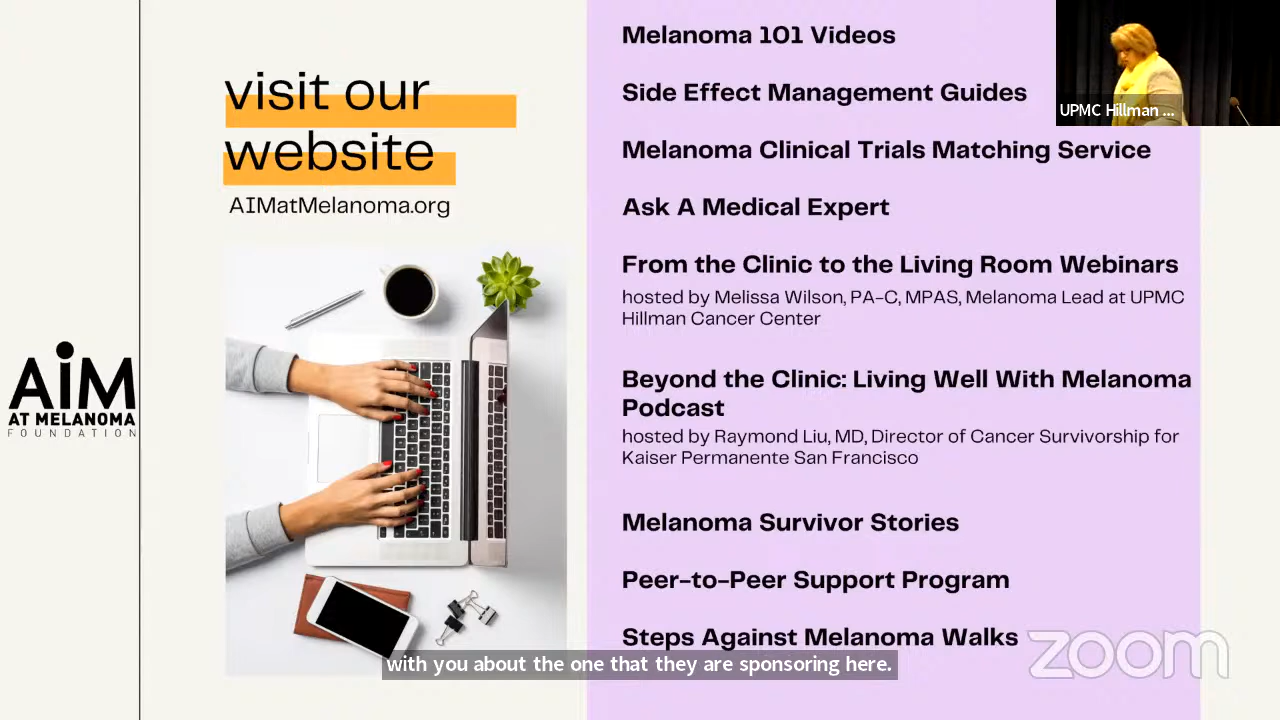 visit our
website
AIMatMelanoma.org
AiM
AT MELANOMA
FOUNDATION
Melanoma 101 Videos
Side Effect Management Guides
Melanoma Clinical Trials Matching Service
Ask A Medical Expert
From the Clinic to the Living Room Webinars
hosted by Melissa Wilson, PA-C, MPAS, Melanoma Lead at UPMC
Hillman Cancer Center
Beyond the Clinic: Living Well With Melanoma
Podcast
hosted by Raymond Liu, MD, Director of Cancer Survivorship for
Kaiser Permanente San Francisco
Melanoma Survivor Stories
Peer-to-Peer Support Program
Steps Against Melanoma Walks
UPMC Hillman ...
with you about the one that they are sponsoring here.
zoom